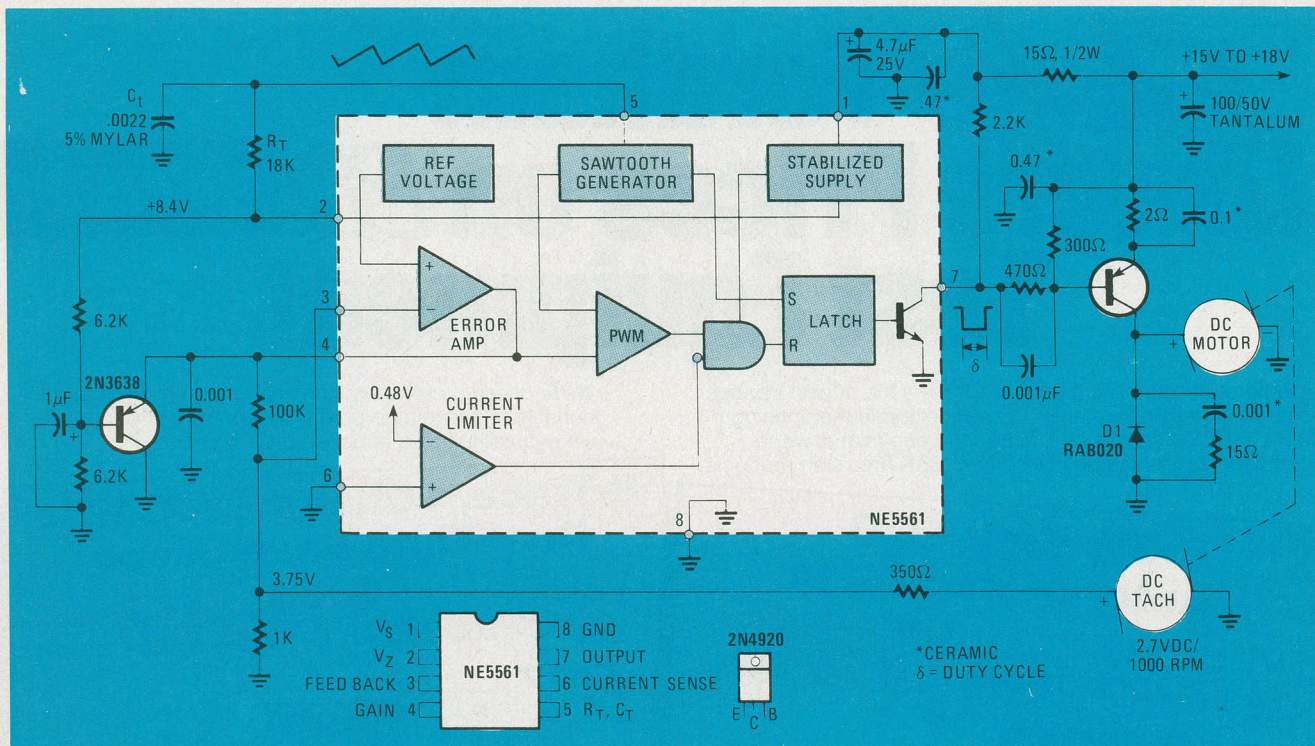 Ct
.0022
5% MYLAR
RT
18K
+8.4V
2
5
1
4.7µF
25V
+
.47*
15Ω, 1/2W
+15V TO +18V
+
100/50V
TANTALUM
2.2K
0.47*
2Ω
0.1*
300Ω
470Ω
0.001µF
7
δ
REF
VOLTAGE
SAWTOOTH
GENERATOR
STABILIZED
SUPPLY
+
−
ERROR
AMP
PWM
S
LATCH
R
3
4
6.2K
2N3638
1µF
+
6.2K
0.001
100K
0.48V
CURRENT
LIMITER
−
+
6
8
NE5561
+
DC
MOTOR
−
D1
RAB020
0.001*
15Ω
3.75V
1K
350Ω
+
DC
TACH
2.7VDC/
1000 RPM
VS 1
VZ 2
FEED BACK 3
GAIN 4
NE5561
8 GND
7 OUTPUT
6 CURRENT SENSE
5 RT, CT
2N4920
E C B
*CERAMIC
δ = DUTY CYCLE